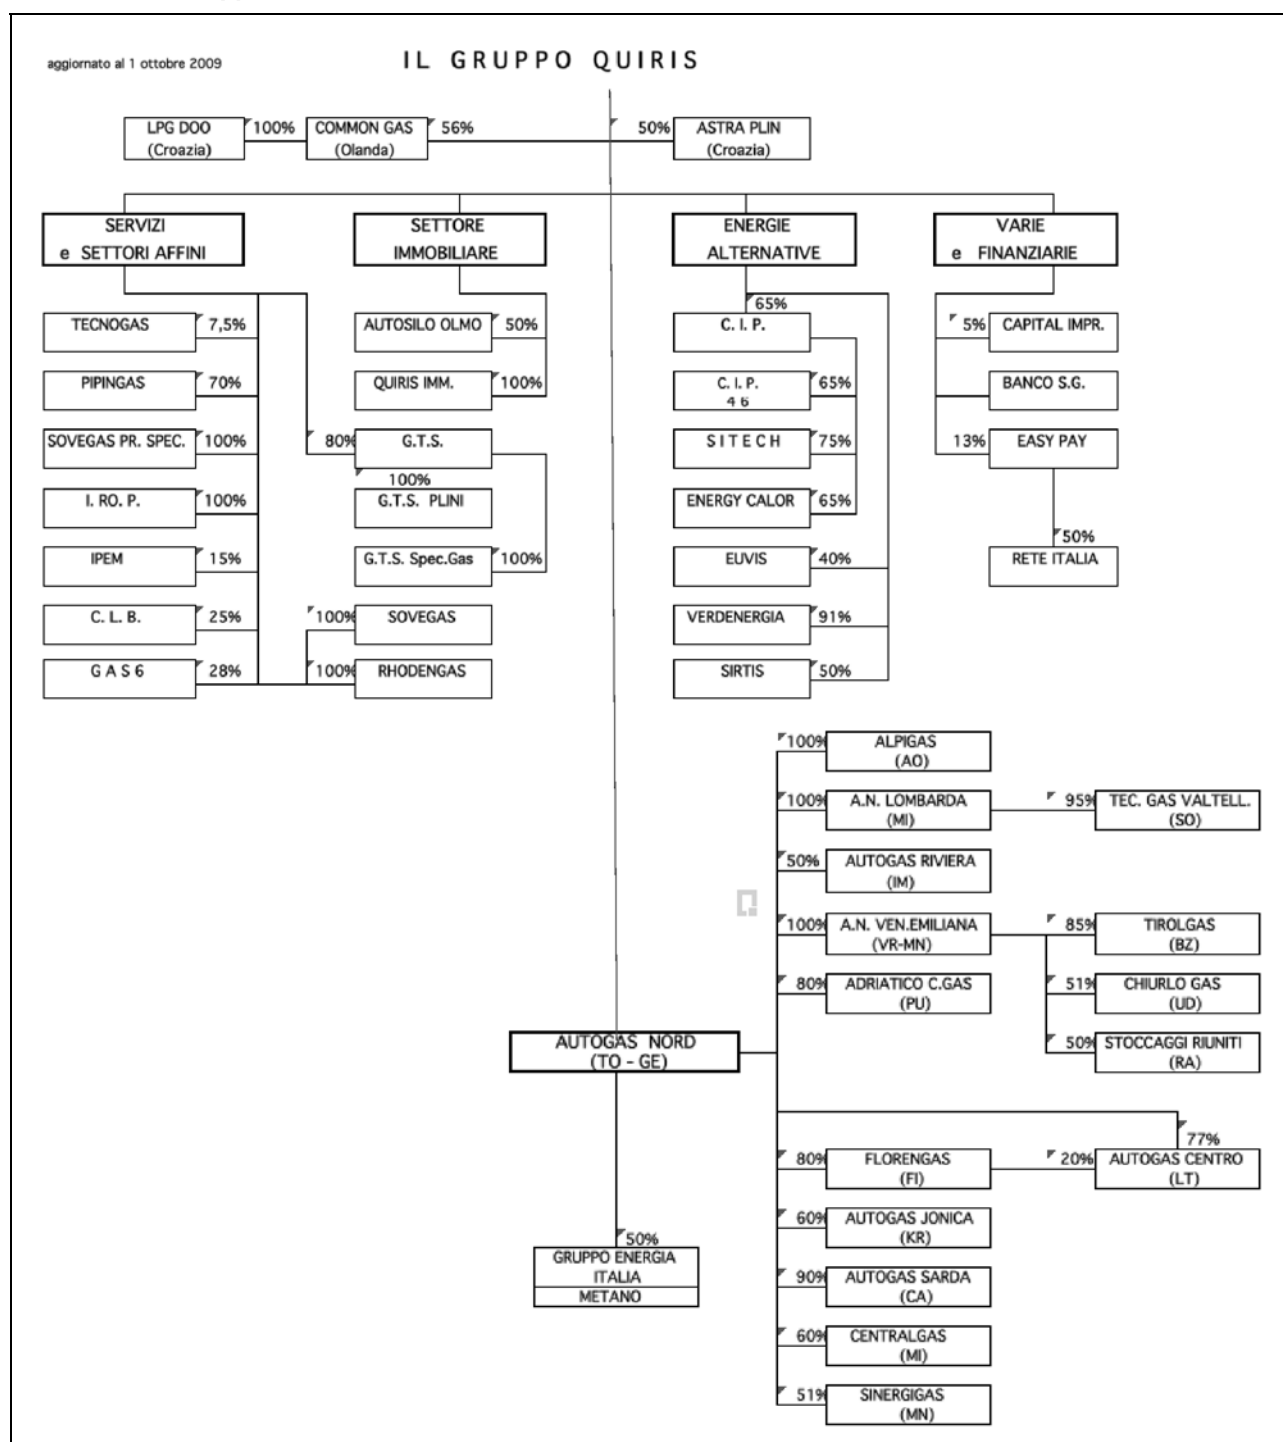 aggiornato al 1 ottobre 2009
IL GRUPPO QUIRIS
LPG DOO
(Croazia)
100%
COMMON GAS
(Olanda)
56%
50%
ASTRA PLIN
(Croazia)
SERVIZI
e SETTORI AFFINI
SETTORE
IMMOBILIARE
ENERGIE
ALTERNATIVE
VARIE
e FINANZIARIE
TECNOGAS
7,5%
PIPINGAS
70%
SOVEGAS PR. SPEC.
100%
I. RO. P.
100%
IPEM
15%
C. L. B.
25%
G A S 6
28%
AUTOSILO OLMO
50%
QUIRIS IMM.
100%
80%
G.T.S.
100%
G.T.S. PLINI
G.T.S. Spec.Gas
100%
100%
SOVEGAS
100%
RHODENGAS
65%
C. I. P.
C. I. P.
4 6
65%
S I T E C H
75%
ENERGY CALOR
65%
EUVIS
40%
VERDENERGIA
91%
SIRTIS
50%
5%
CAPITAL IMPR.
BANCO S.G.
13%
EASY PAY
50%
RETE ITALIA
100%
ALPIGAS
(AO)
100%
A.N. LOMBARDA
(MI)
95%
TEC. GAS VALTELL.
(SO)
50%
AUTOGAS RIVIERA
(IM)
100%
A.N. VEN.EMILIANA
(VR-MN)
85%
TIROLGAS
(BZ)
80%
ADRIATICO C.GAS
(PU)
51%
CHIURLO GAS
(UD)
50%
STOCCAGGI RIUNITI
(RA)
AUTOGAS NORD
(TO - GE)
77%
80%
FLORENGAS
(FI)
20%
AUTOGAS CENTRO
(LT)
60%
AUTOGAS JONICA
(KR)
50%
GRUPPO ENERGIA
ITALIA
METANO
90%
AUTOGAS SARDA
(CA)
60%
CENTRALGAS
(MI)
51%
SINERGIGAS
(MN)